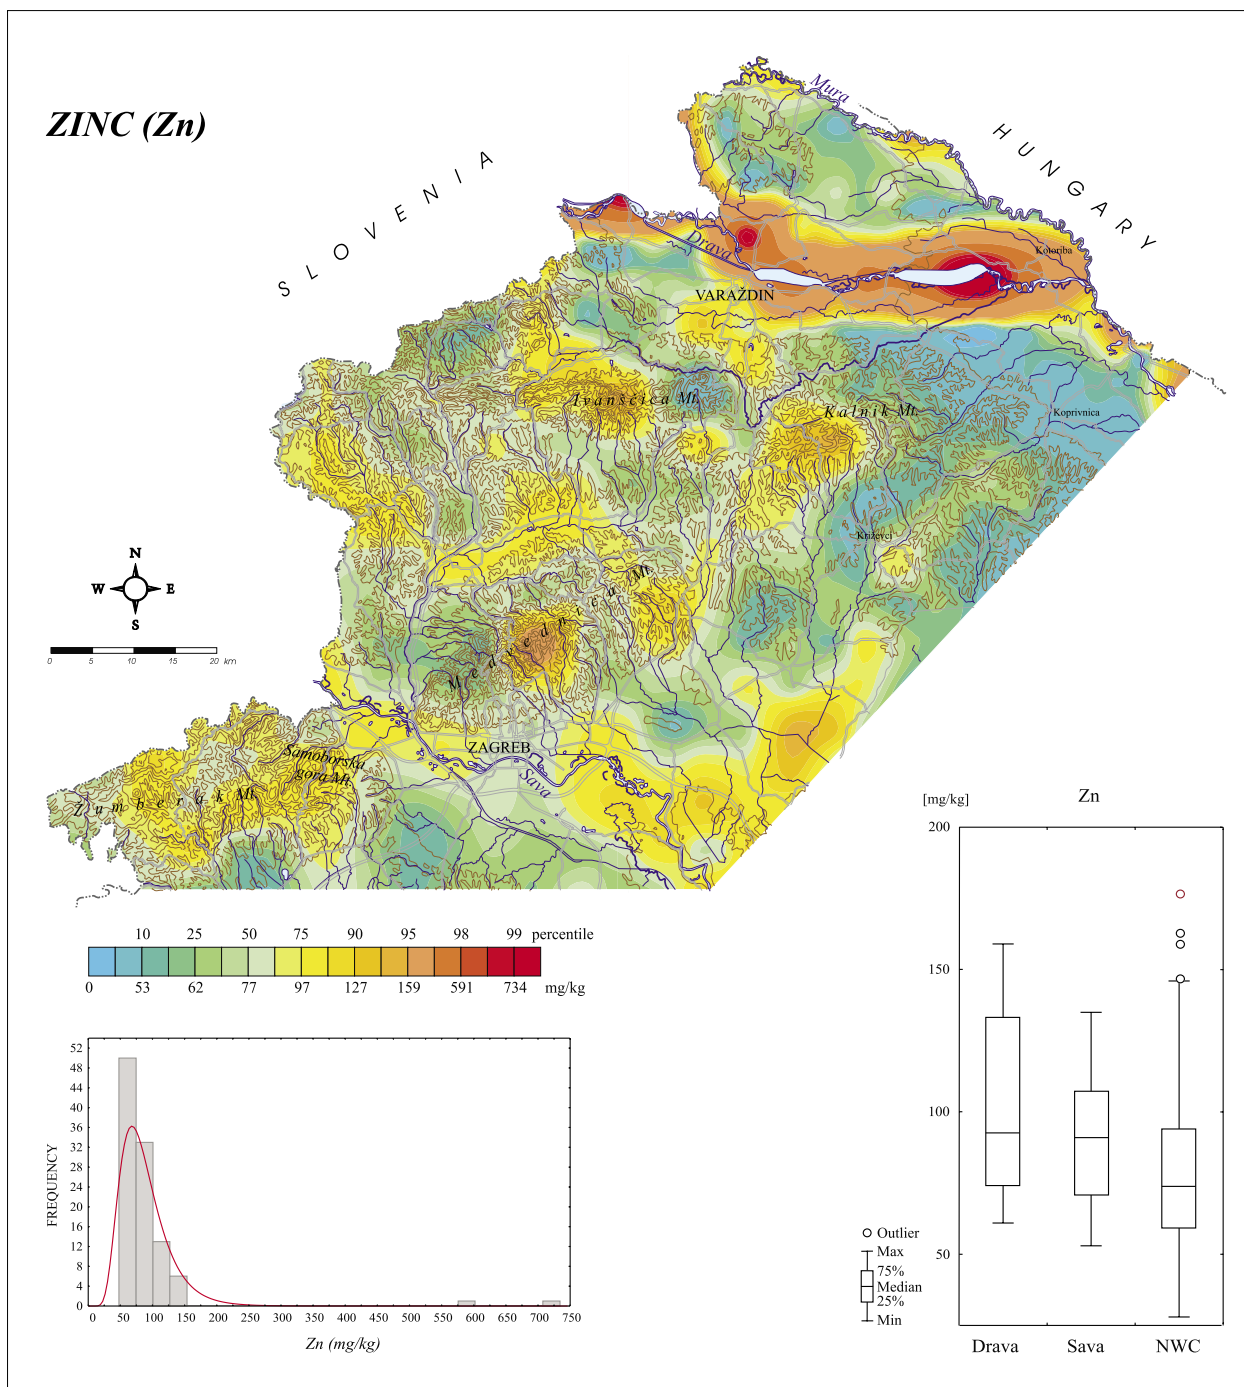 ZINC (Zn)
SLOVENIA
HUNGARY
Mura
Drava
Kotoriba
VARAŽDIN
Ivanščica Mt.
Kalnik Mt.
Koprivnica
Križevci
Medvednica Mt.
N
W E
S
0 5 10 15 20 km
ZAGREB
Sava
Samoborska
gora Mt.
Žumberak Mt.
10 25 50 75 90 95 98 99 percentile
0 53 62 77 97 127 159 591 734 mg/kg
FREQUENCY
52
48
44
40
36
32
28
24
20
16
12
8
4
0
0 50 100 150 200 250 300 350 400 450 500 550 600 650 700 750
Zn (mg/kg)
[mg/kg] Zn
200
150
100
50
Outlier
Max
75%
Median
25%
Min
Drava Sava NWC